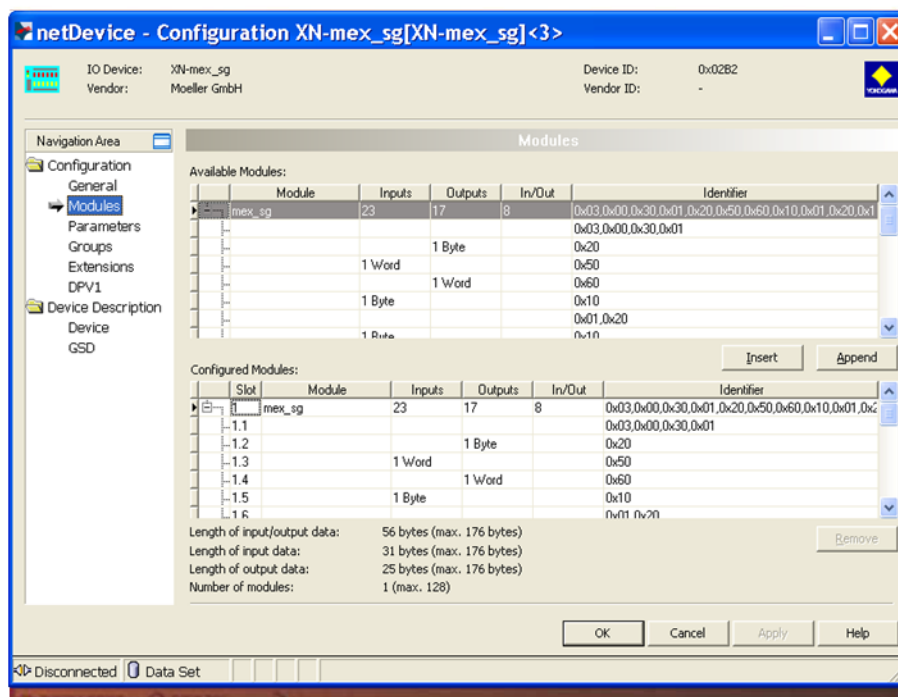 netDevice - Configuration XN-mex_sg[XN-mex_sg]<3>
IO Device: XN-mex_sg Device ID: 0x02B2
Vendor: Moeller GmbH Vendor ID: -
YOKOGAWA
Navigation Area
Configuration
General
Modules
Parameters
Groups
Extensions
DPV1
Device Description
Device
GSD
Modules
Available Modules:
Module Inputs Outputs In/Out Identifier
mex_sg 23 17 8 0x03,0x00,0x30,0x01,0x20,0x50,0x60,0x10,0x01,0x20,0x1
0x03,0x00,0x30,0x01
1 Byte 0x20
1 Word 0x50
1 Word 0x60
1 Byte 0x10
0x01,0x20
1 Byte 0x10
Insert Append
Configured Modules:
Slot Module Inputs Outputs In/Out Identifier
1 mex_sg 23 17 8 0x03,0x00,0x30,0x01,0x20,0x50,0x60,0x10,0x01,0x2
1.1 0x03,0x00,0x30,0x01
1.2 1 Byte 0x20
1.3 1 Word 0x50
1.4 1 Word 0x60
1.5 1 Byte 0x10
1.6 0x01,0x20
Length of input/output data: 56 bytes (max. 176 bytes)
Remove
Length of input data: 31 bytes (max. 176 bytes)
Length of output data: 25 bytes (max. 176 bytes)
Number of modules: 1 (max. 128)
OK Cancel Apply Help
Disconnected Data Set